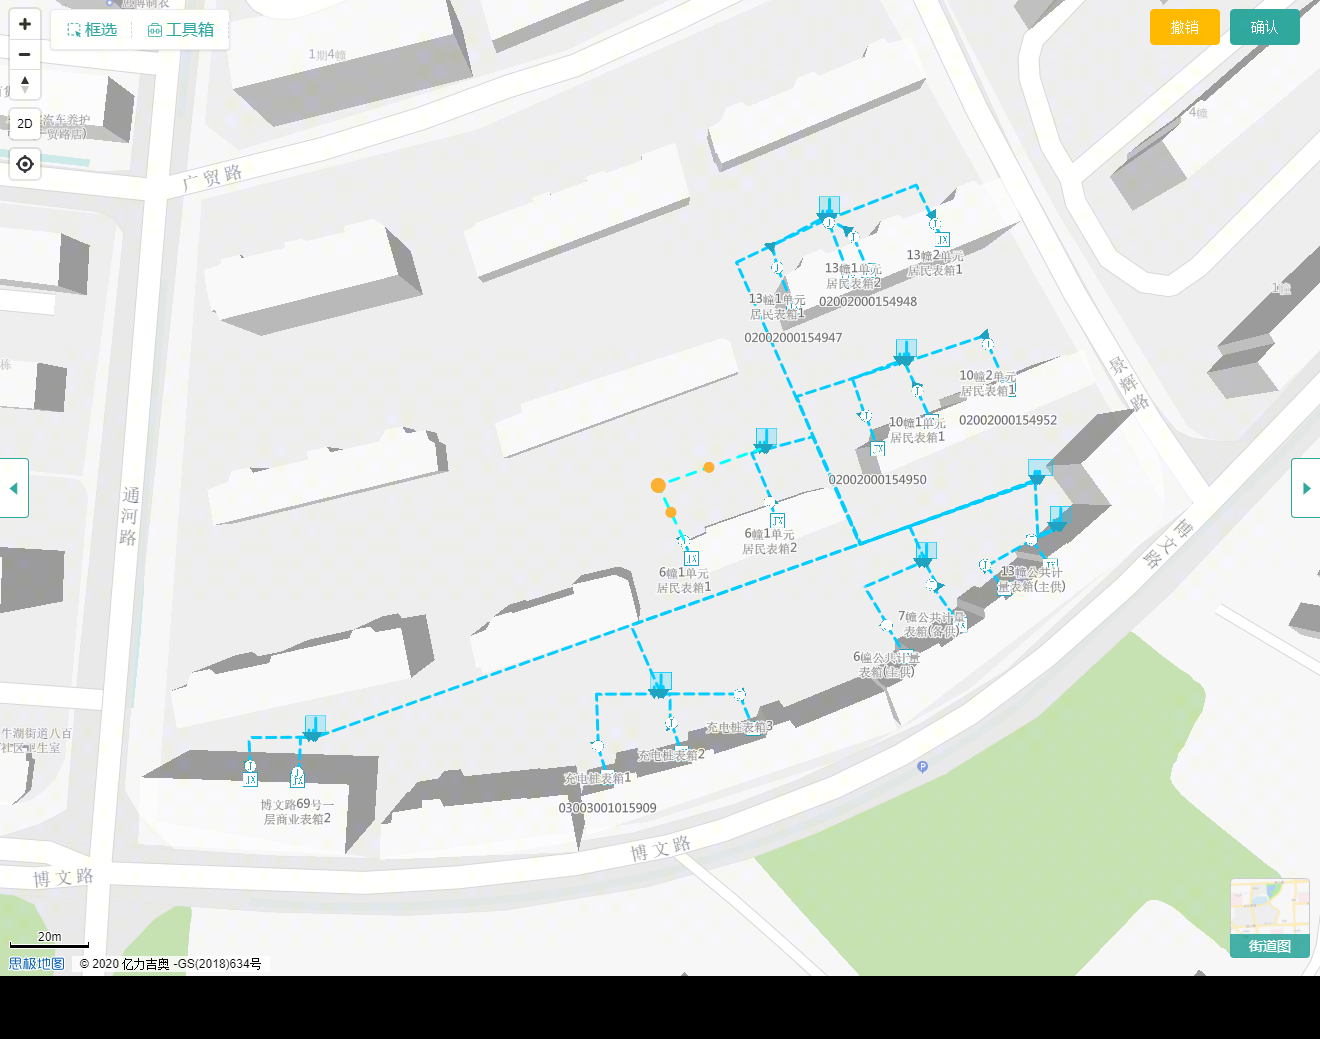 框选
工具箱
撤销
确认
2D
1期4幢
汽车养护
广贸路店)
广贸路
4幢
1幢
景辉路
13幢2单元
居民表箱1
13幢1单元
居民表箱2
02002000154948
13幢1单元
居民表箱1
02002000154947
10幢2单元
居民表箱1
02002000154952
10幢1单元
居民表箱1
JX
02002000154950
通河路
博文路
JX
6幢1单元
居民表箱2
JX
6幢1单元
居民表箱1
13幢公共计
量表箱(主供)
7幢公共计量
表箱(备供)
6幢公共计量
表箱(主供)
栋
牛湖街道八百
社区卫生室
充电桩表箱3
充电桩表箱2
充电桩表箱1
03003001015909
JX
JX
博文路69号一
层商业表箱2
P
博文路
博文路
20m
思极地图
© 2020 亿力吉奥 -GS(2018)634号
街道图